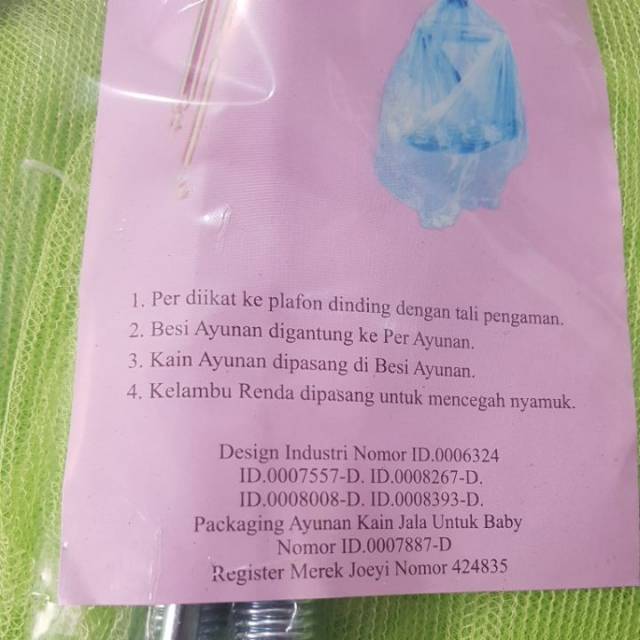 1. Per diikat ke plafon dinding dengan tali pengaman.
2. Besi Ayunan digantung ke Per Ayunan.
3. Kain Ayunan dipasang di Besi Ayunan.
4. Kelambu Renda dipasang untuk mencegah nyamuk.
Design Industri Nomor ID.0006324
ID.0007557-D. ID.0008267-D.
ID.0008008-D. ID.0008393-D.
Packaging Ayunan Kain Jala Untuk Baby
Nomor ID.0007887-D
Register Merek Joeyi Nomor 424835